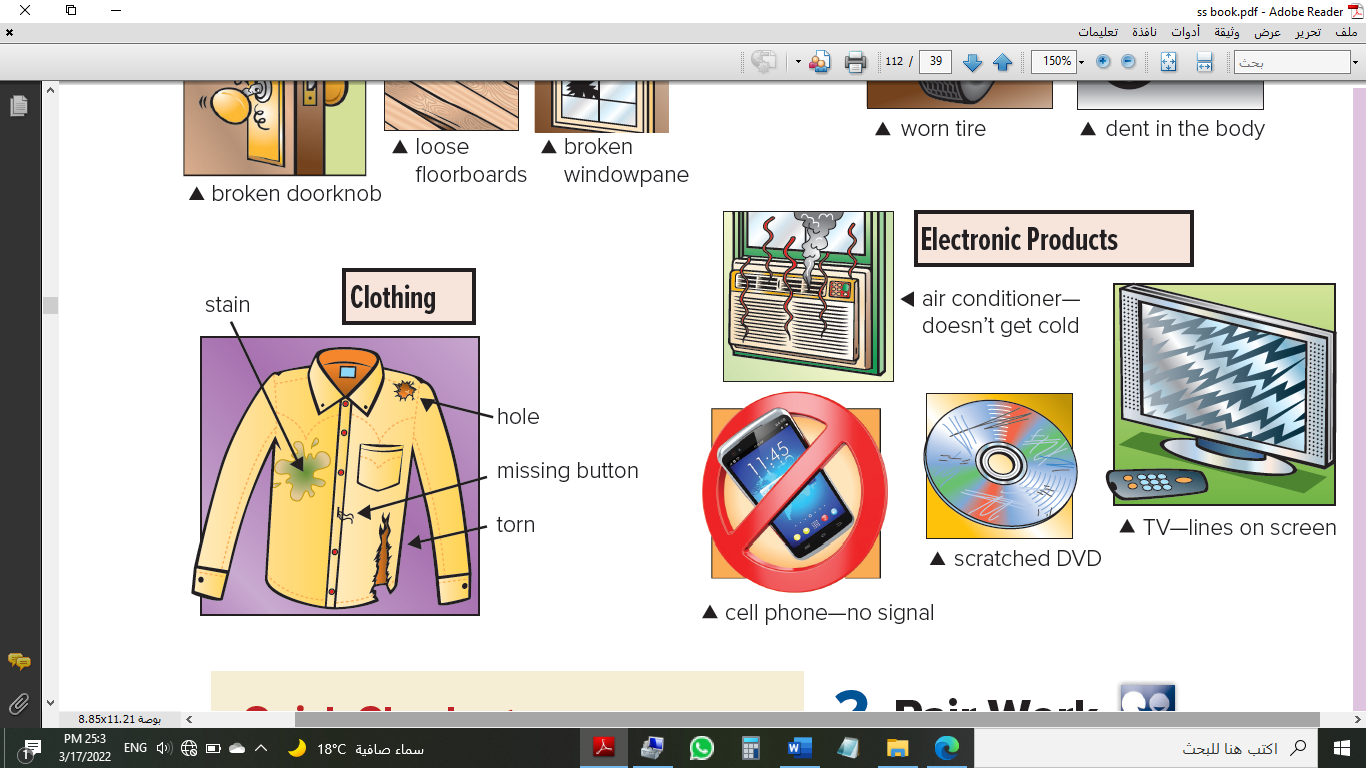 ss book.pdf - Adobe Reader
ملف تحرير عرض وثيقة أدوات نافذة تعليمات
112 / 39 150% بحث
worn tire
dent in the body
loose
floorboards
broken
windowpane
broken doorknob
Electronic Products
Clothing
stain
air conditioner—
doesn't get cold
hole
missing button
torn
11:45
TV—lines on screen
scratched DVD
cell phone—no signal
2 Pair Work
8.85x11.21 بوصة
PM 25:3
3/17/2022
1
ENG
18°C سماء صافية
اكتب هنا للبحث